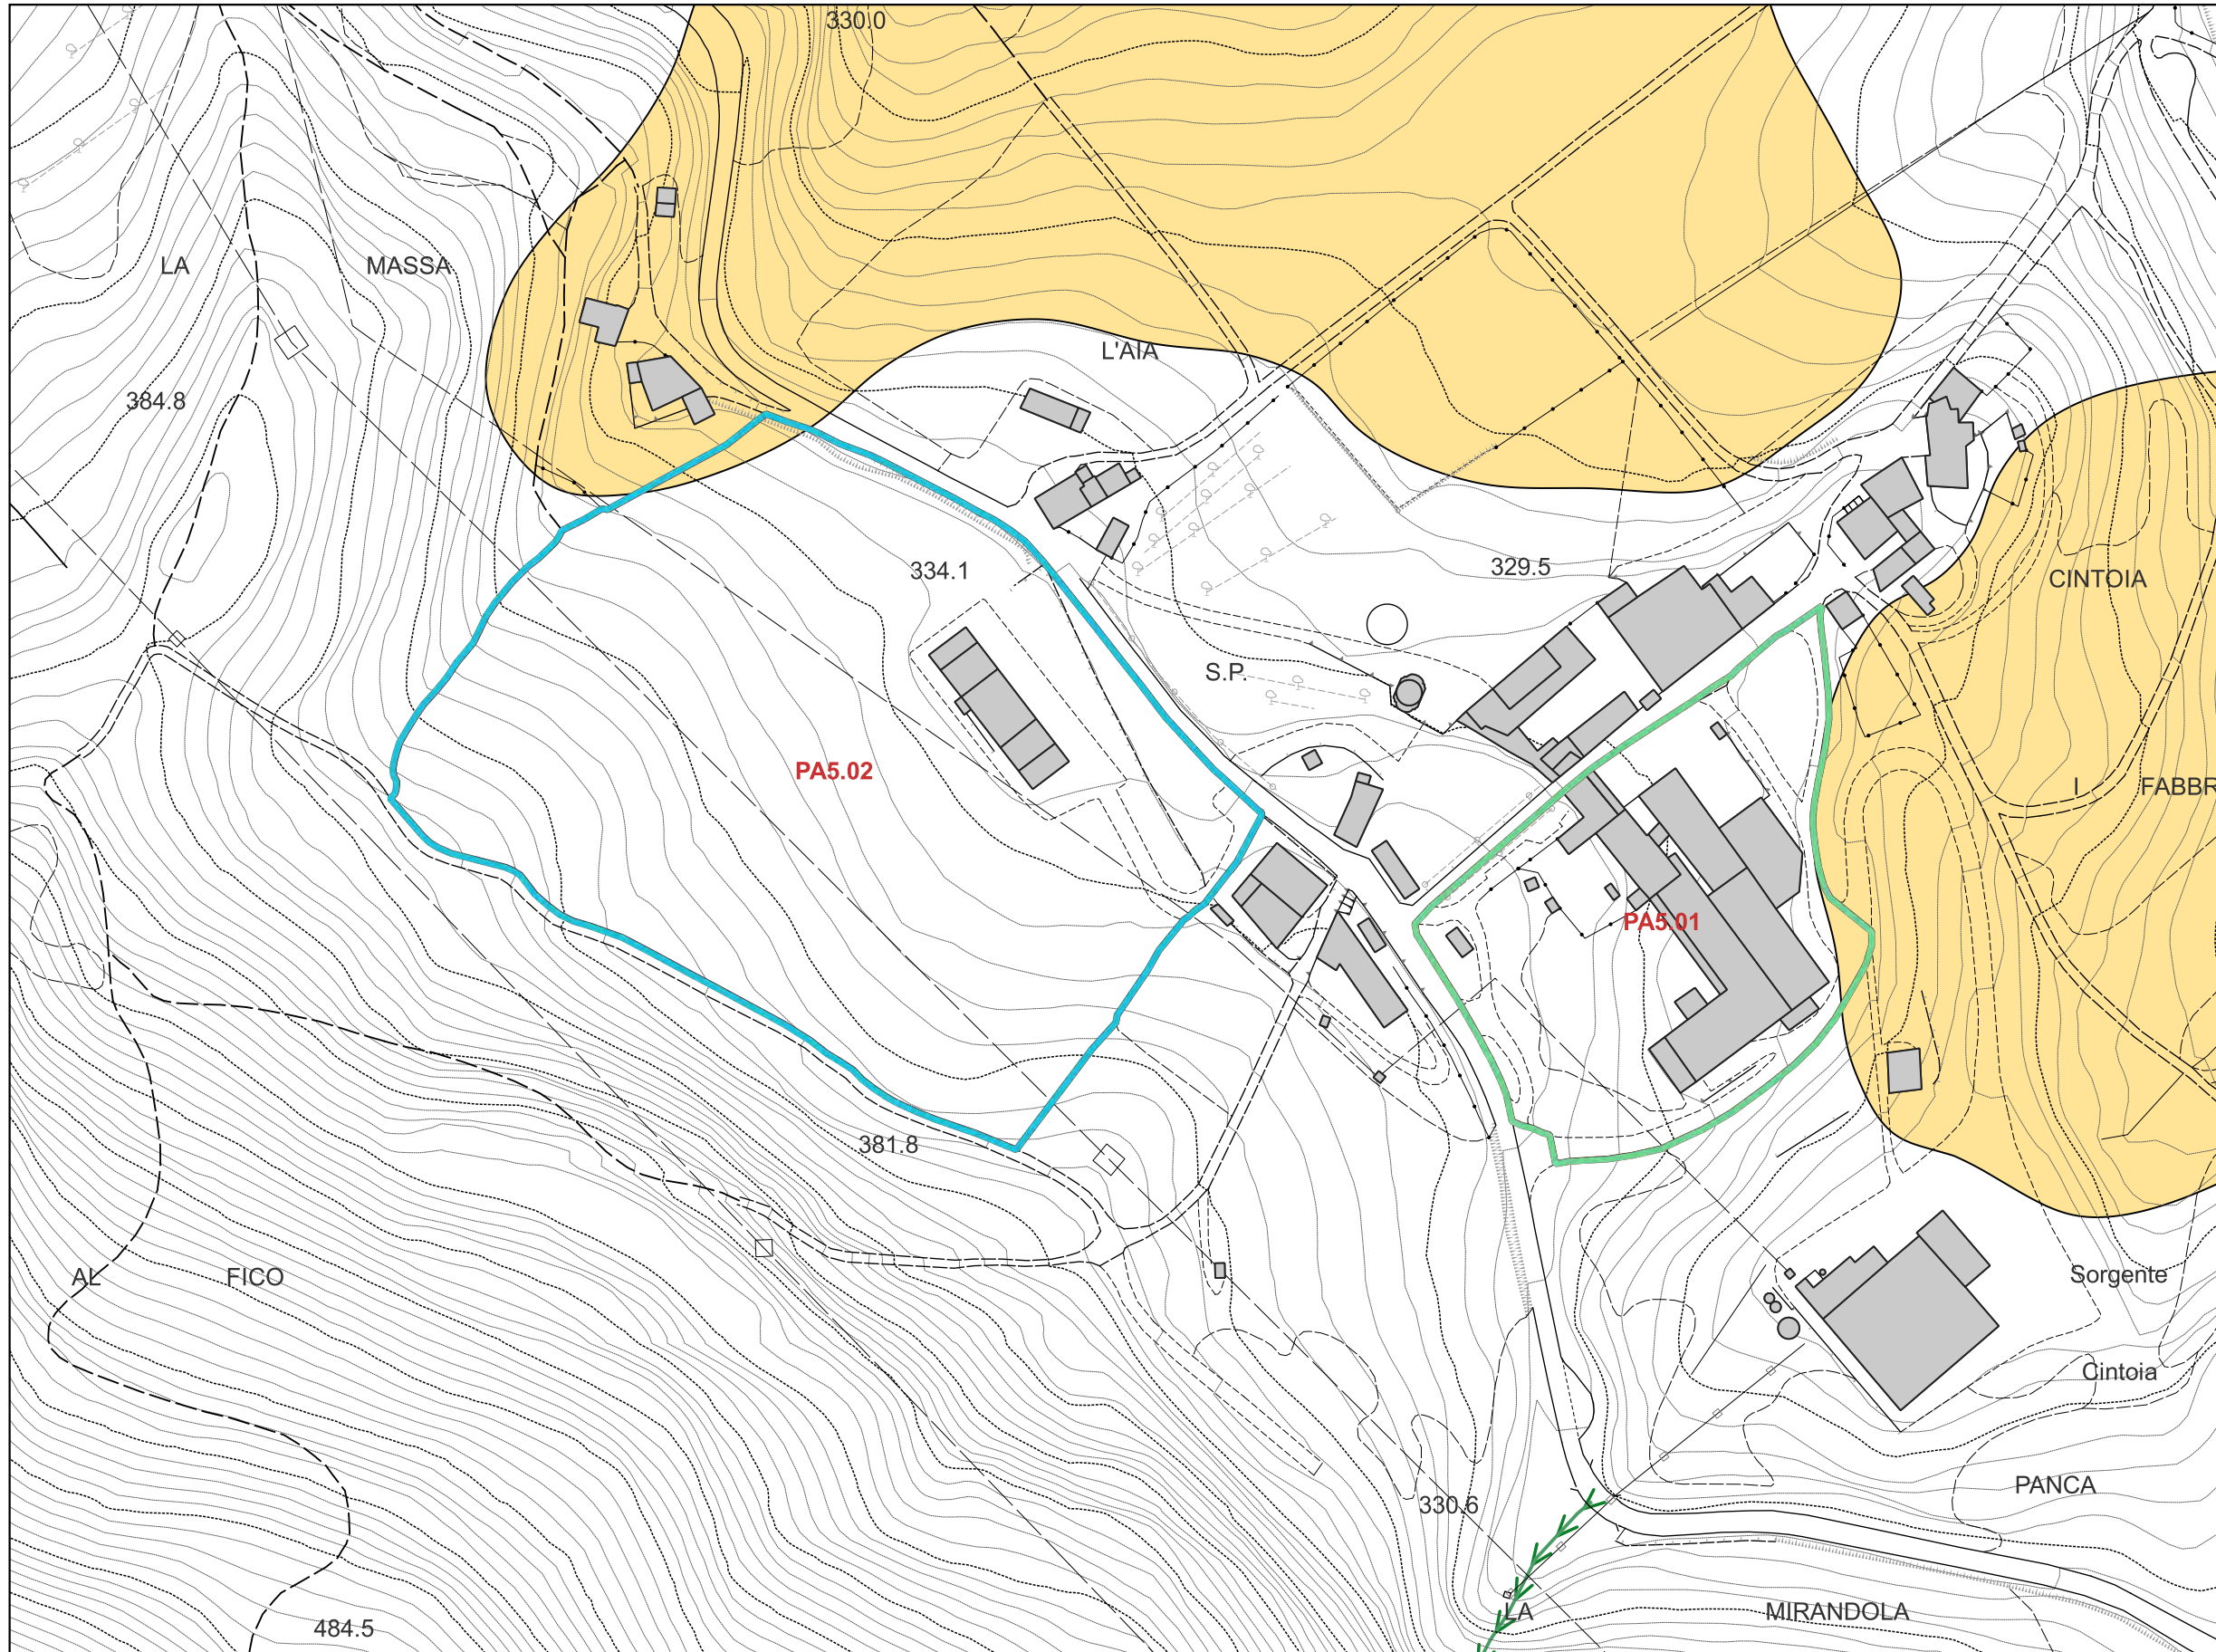 330.0
LA MASSA
L'AIA
384.8
334.1
329.5
CINTOIA
S.P.
PA5.02
I FABBR
PA5.01
381.8
AL FICO
Sorgente
Cintoia
PANCA
330.6
LA MIRANDOLA
484.5